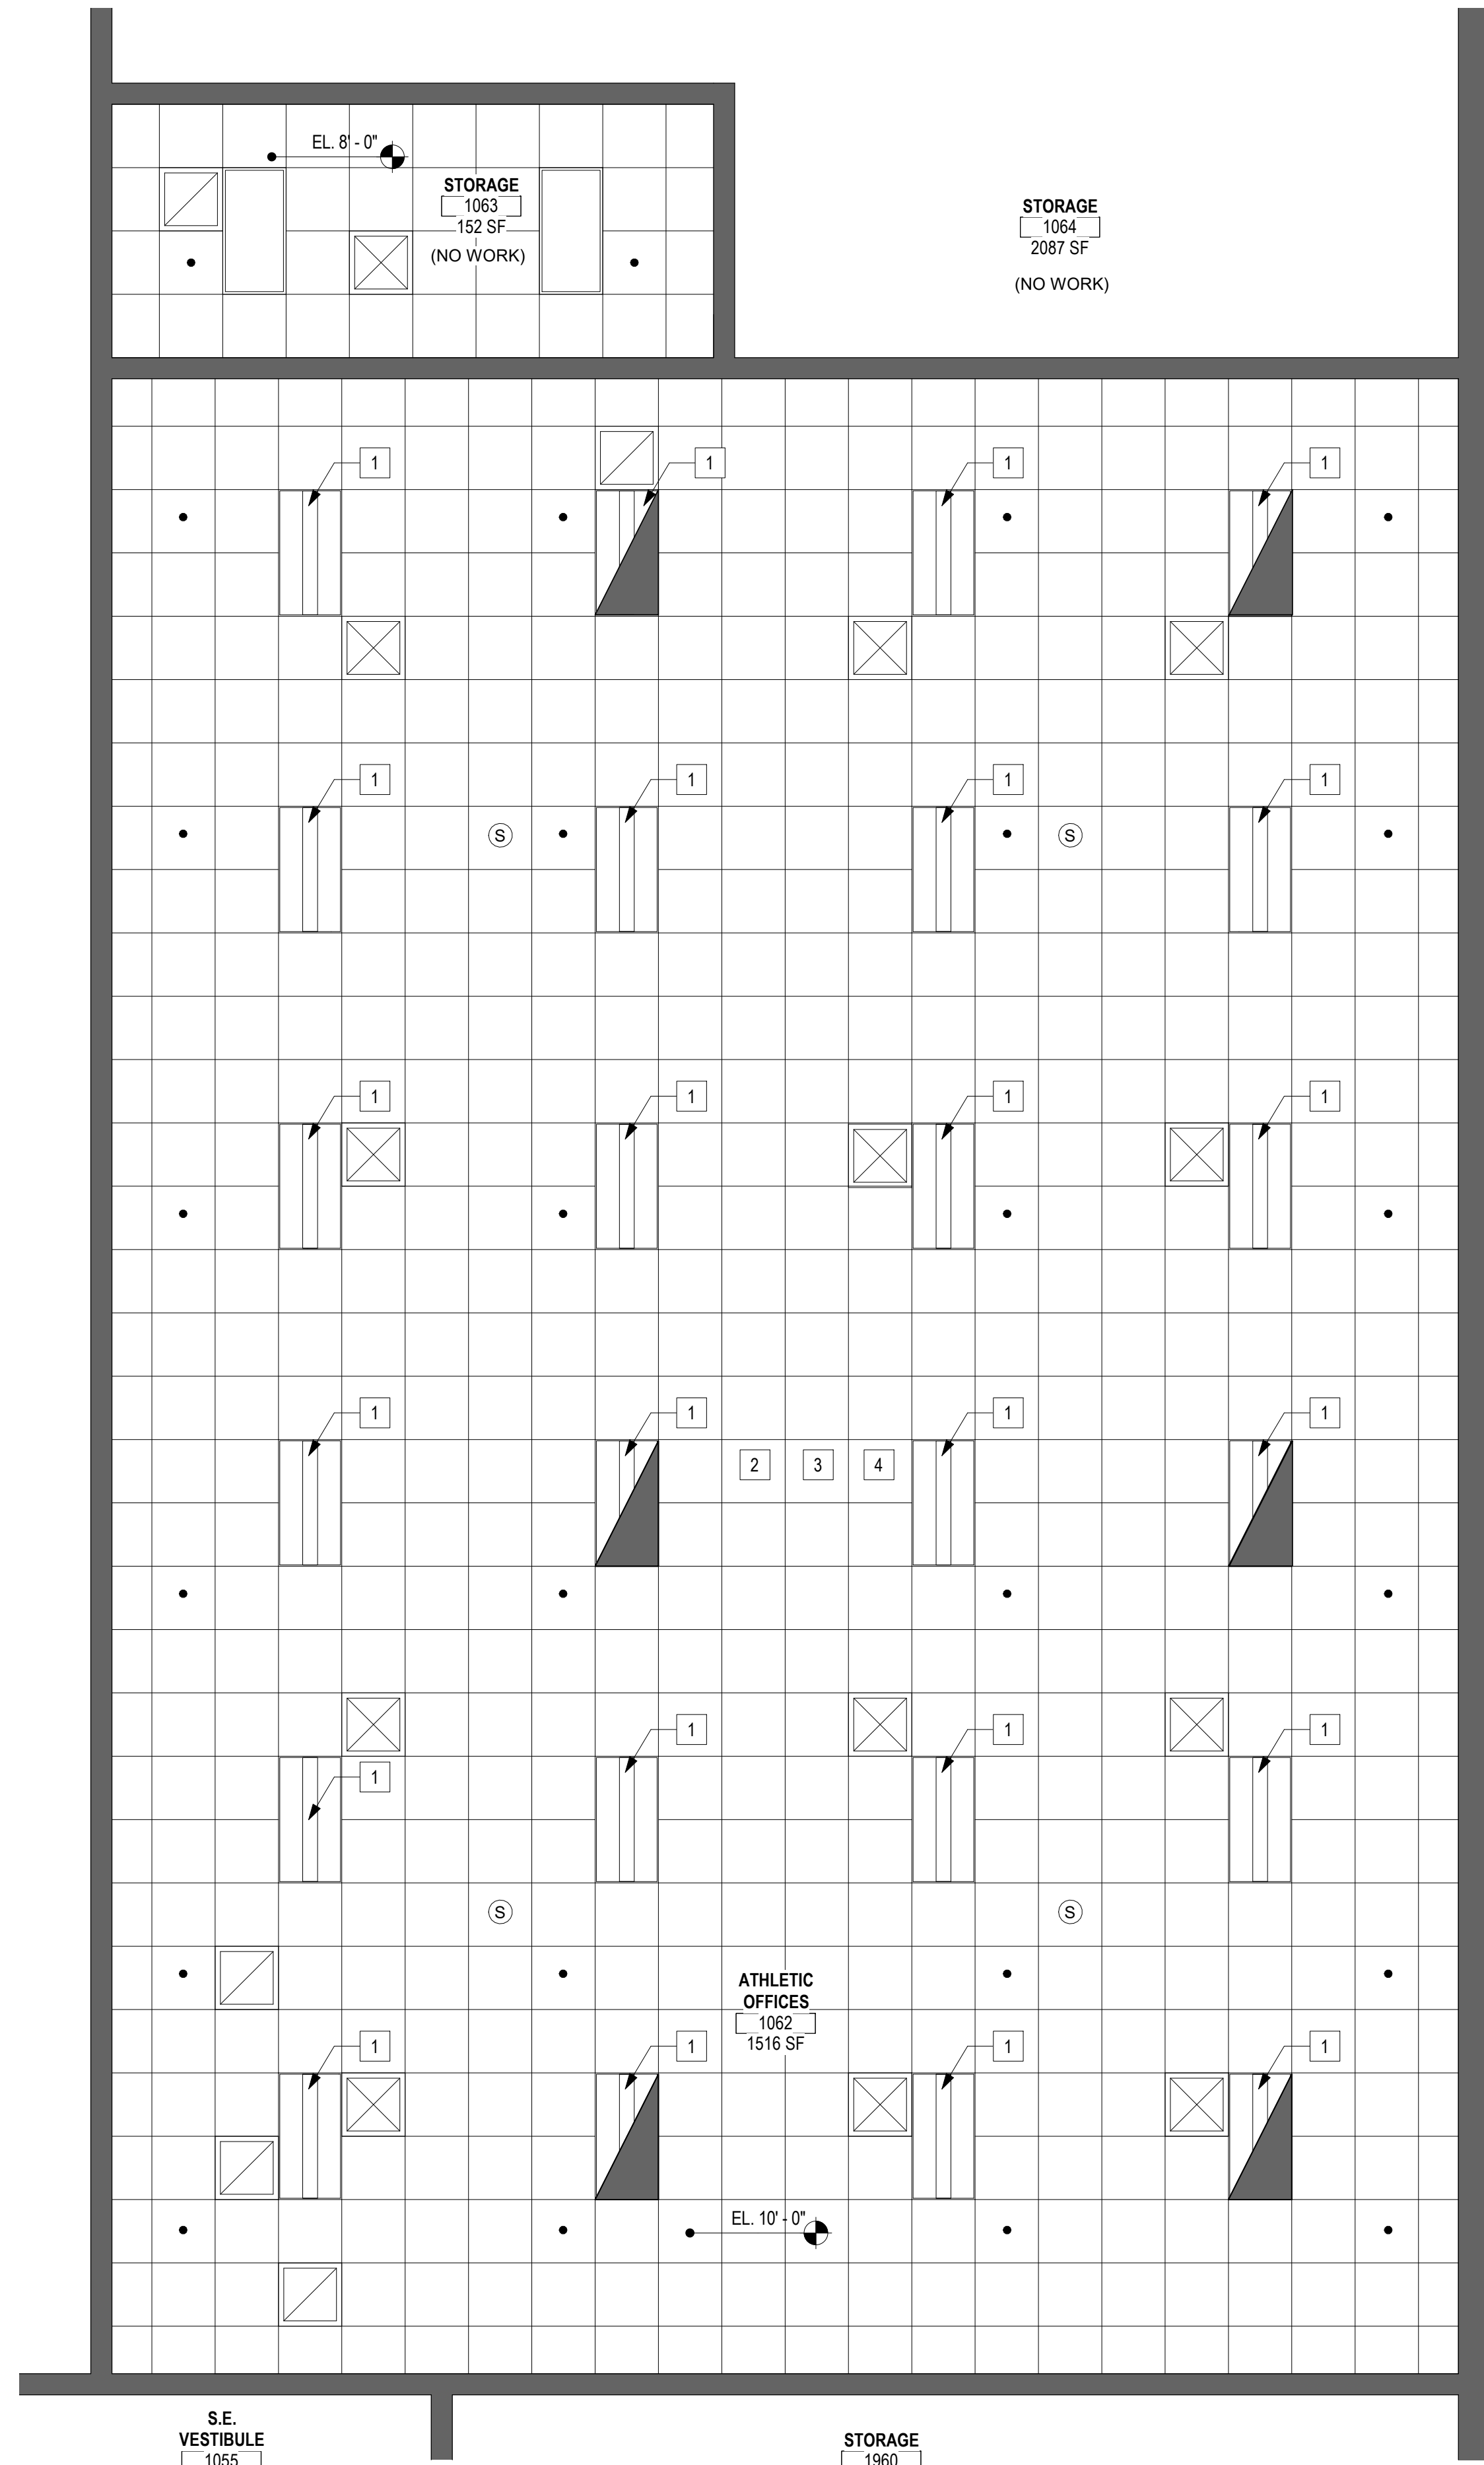 EL. 8' - 0"
STORAGE
1063
152 SF
(NO WORK)
STORAGE
1064
2087 SF
(NO WORK)
1
1
1
1
1
1
1
1
S
S
1
1
1
1
1
1
1
1
2
3
4
1
1
1
1
S
S
ATHLETIC
OFFICES
1062
1516 SF
1
1
1
1
EL. 10' - 0"
S.E.
VESTIBULE
1055
STORAGE
1960